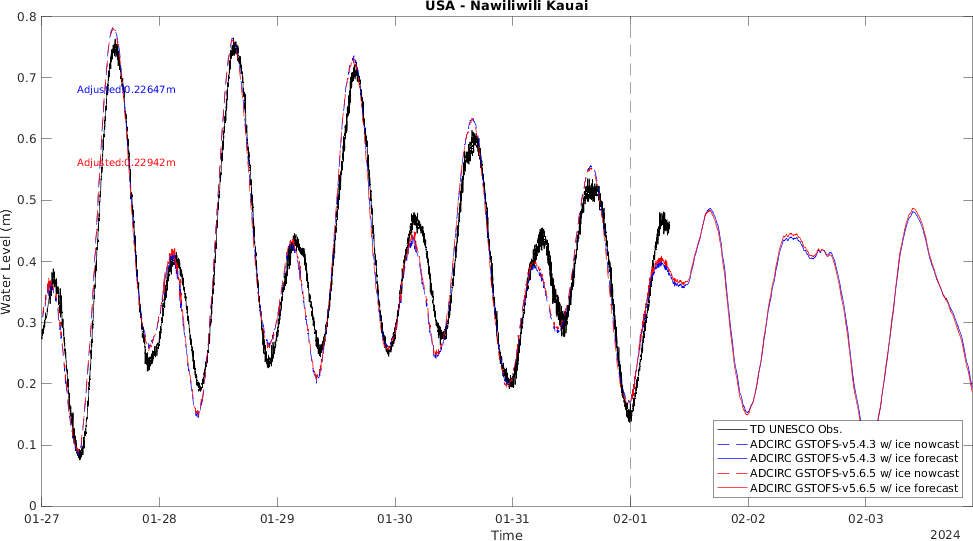 USA - Nawiliwili Kauai
Water Level (m)
0.8
0.7
0.6
0.5
0.4
0.3
0.2
0.1
0
Adjusted:0.22647m
Adjusted:0.22942m
TD UNESCO Obs.
ADCIRC GSTOFS-v5.4.3 w/ ice nowcast
ADCIRC GSTOFS-v5.4.3 w/ ice forecast
ADCIRC GSTOFS-v5.6.5 w/ ice nowcast
ADCIRC GSTOFS-v5.6.5 w/ ice forecast
01-27 01-28 01-29 01-30 01-31 02-01 02-02 02-03
Time
2024